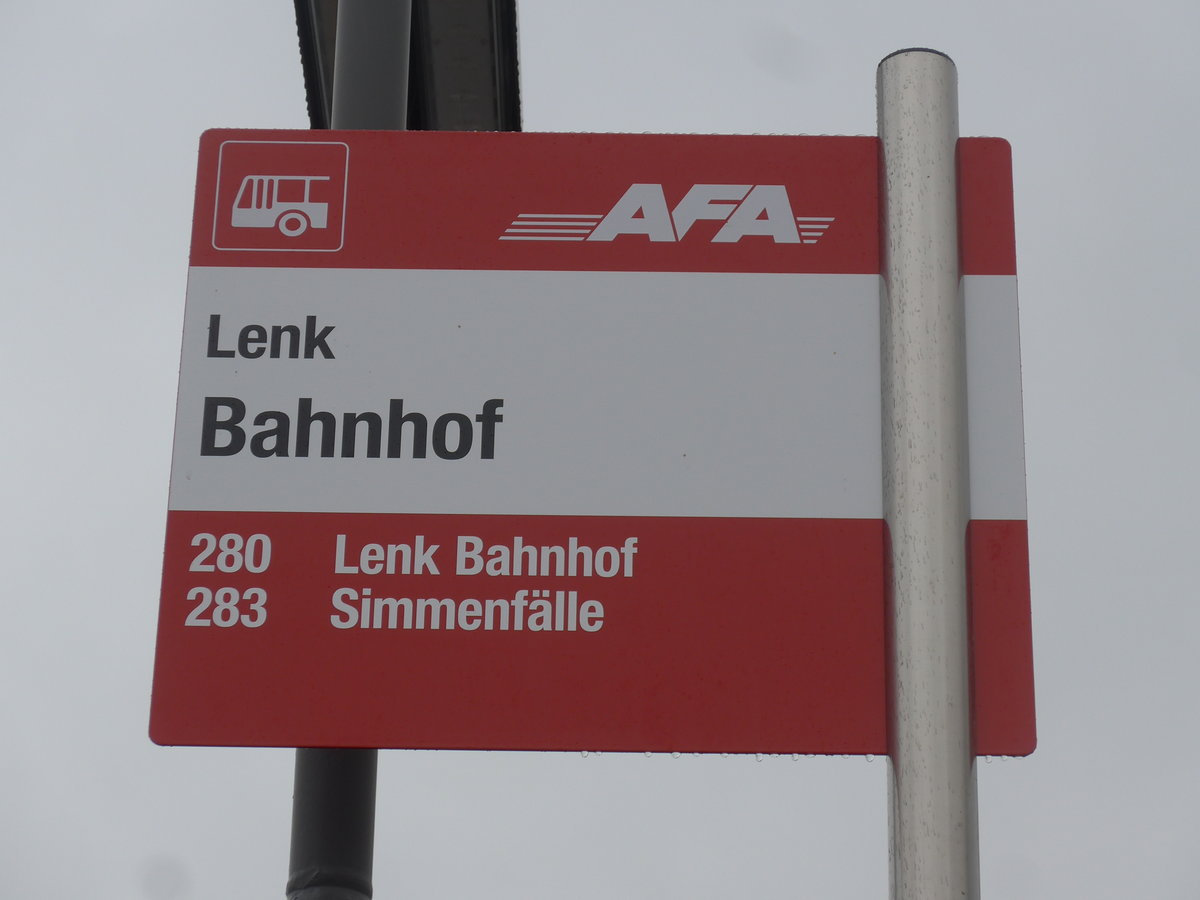 AFA
Lenk
Bahnhof
280 Lenk Bahnhof
283 Simmenfälle